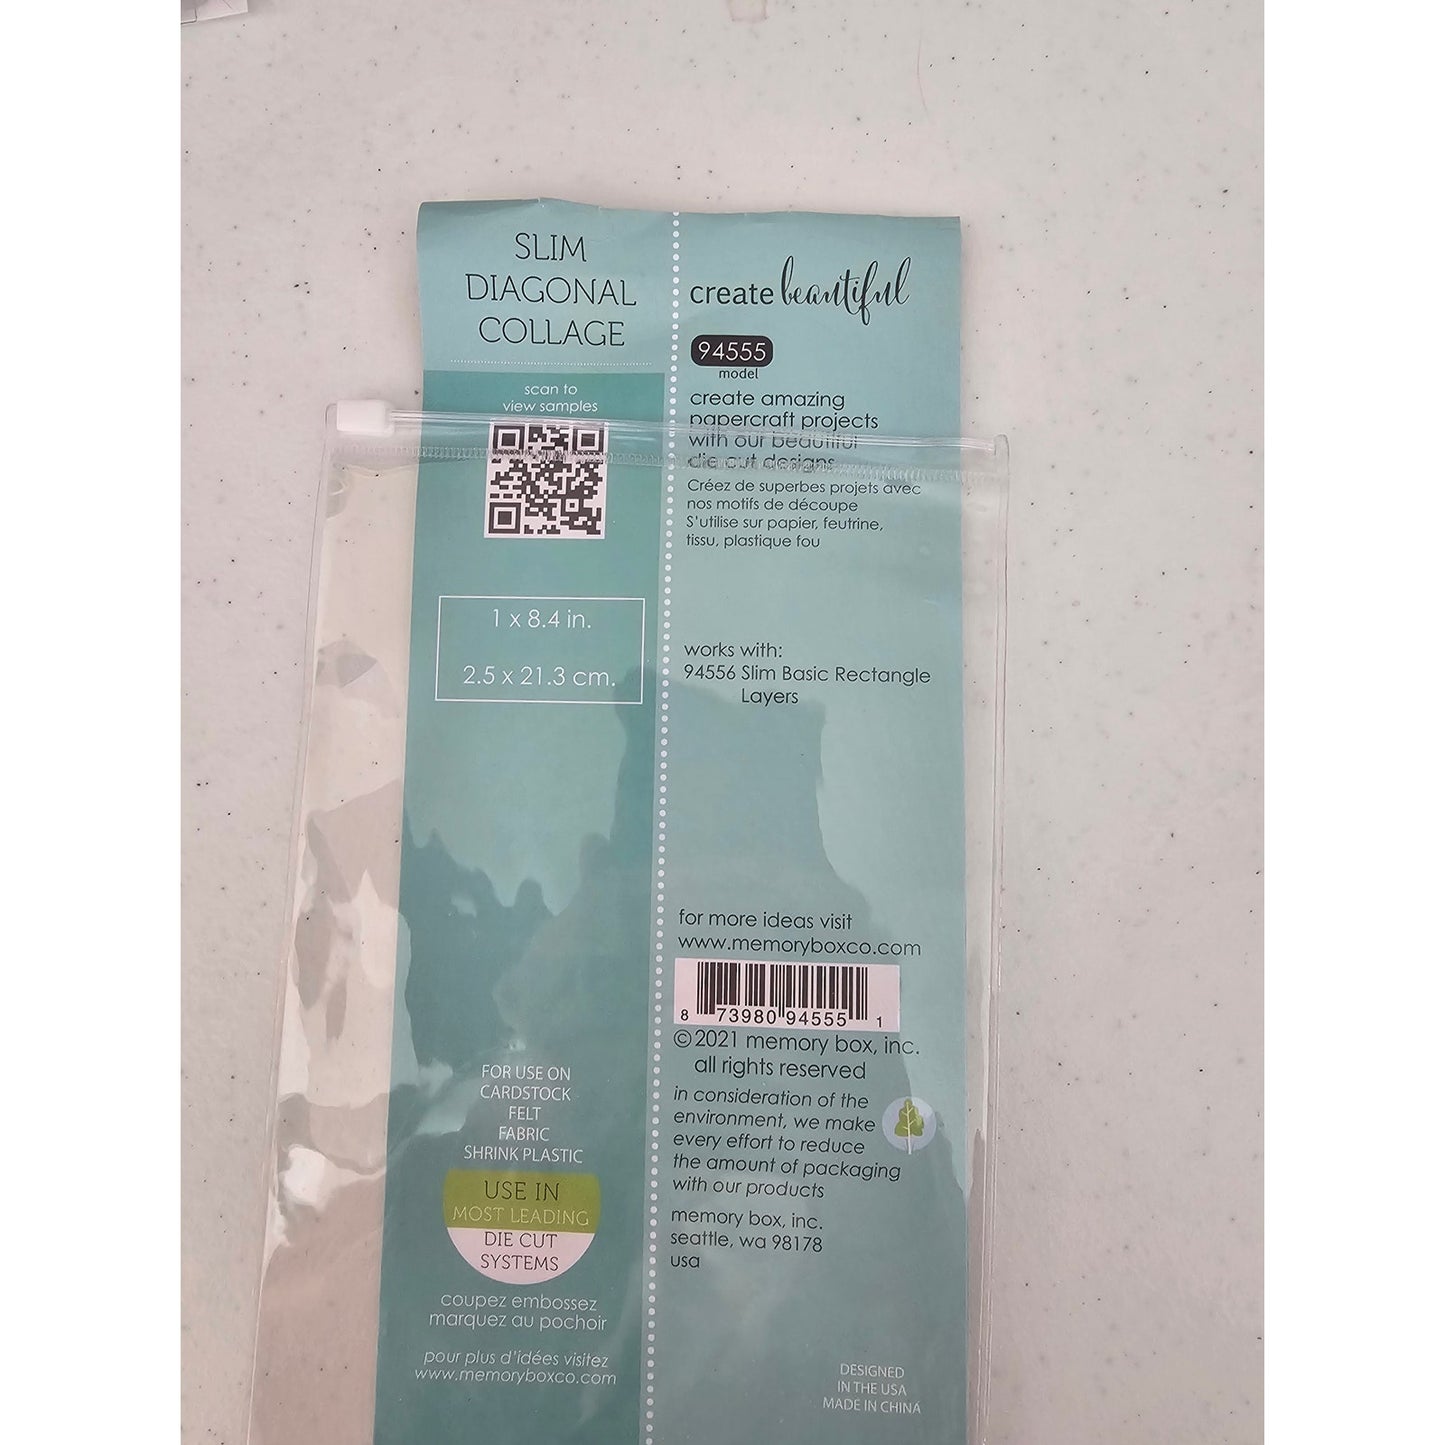 SLIM
DIAGONAL
COLLAGE
scan to
view samples
1 x 8.4 in.
2.5 x 21.3 cm.
FOR USE ON
CARDSTOCK
FELT
FABRIC
SHRINK PLASTIC
USE IN
MOST LEADING
DIE CUT
SYSTEMS
coupez embossez
marquez au pochoir
pour plus d'idées visitez
www.memoryboxco.com
create beautiful
94555
model
create amazing
papercraft projects
with our beautiful
die cut designs
Créez de superbes projets avec
nos motifs de découpe
S'utilise sur papier, feutrine,
tissu, plastique fou
works with:
94556 Slim Basic Rectangle
Layers
for more ideas visit
www.memoryboxco.com
8 73980 94555 1
©2021 memory box, inc.
all rights reserved
in consideration of the
environment, we make
every effort to reduce
the amount of packaging
with our products
memory box, inc.
seattle, wa 98178
usa
DESIGNED
IN THE USA
MADE IN CHINA